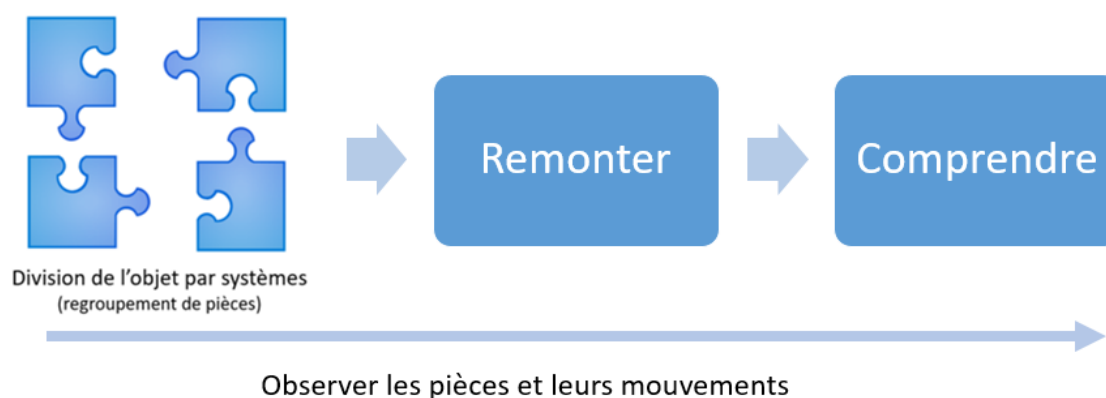 Division de l'objet par systèmes
(regroupement de pièces)
Remonter
Comprendre
Observer les pièces et leurs mouvements